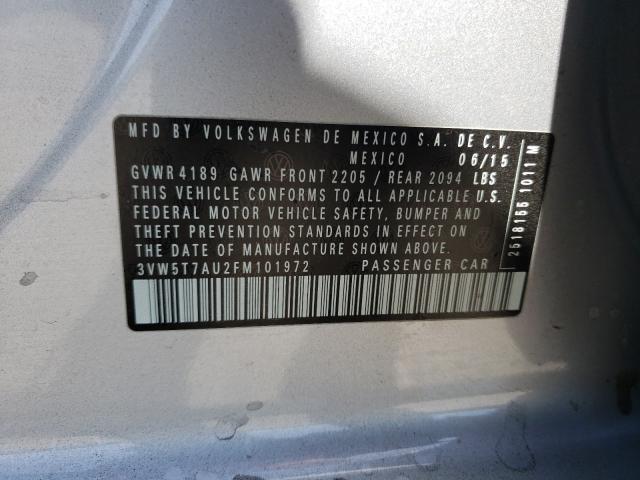 MFD BY VOLKSWAGEN DE MEXICO S.A. DE C.V.
MEXICO 06/15
GVWR 4189 GAWR FRONT 2205 / REAR 2094 LBS
THIS VEHICLE CONFORMS TO ALL APPLICABLE U.S.
FEDERAL MOTOR VEHICLE SAFETY, BUMPER AND
THEFT PREVENTION STANDARDS IN EFFECT ON
THE DATE OF MANUFACTURE SHOWN ABOVE.
3VW5T7AU2FM101972 PASSENGER CAR
2518155 1011 M